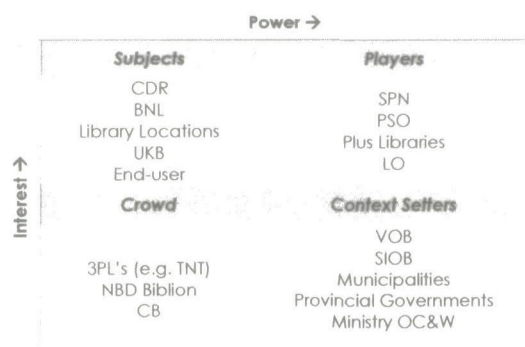 Power →
Subjects
CDR
BNL
Library Locations
UKB
End-user
Players
SPN
PSO
Plus Libraries
LO
Interest →
Crowd
3PL's (e.g. TNT)
NBD Biblion
CB
Context Setters
VOB
SIOB
Municipalities
Provincial Governments
Ministry OC&W